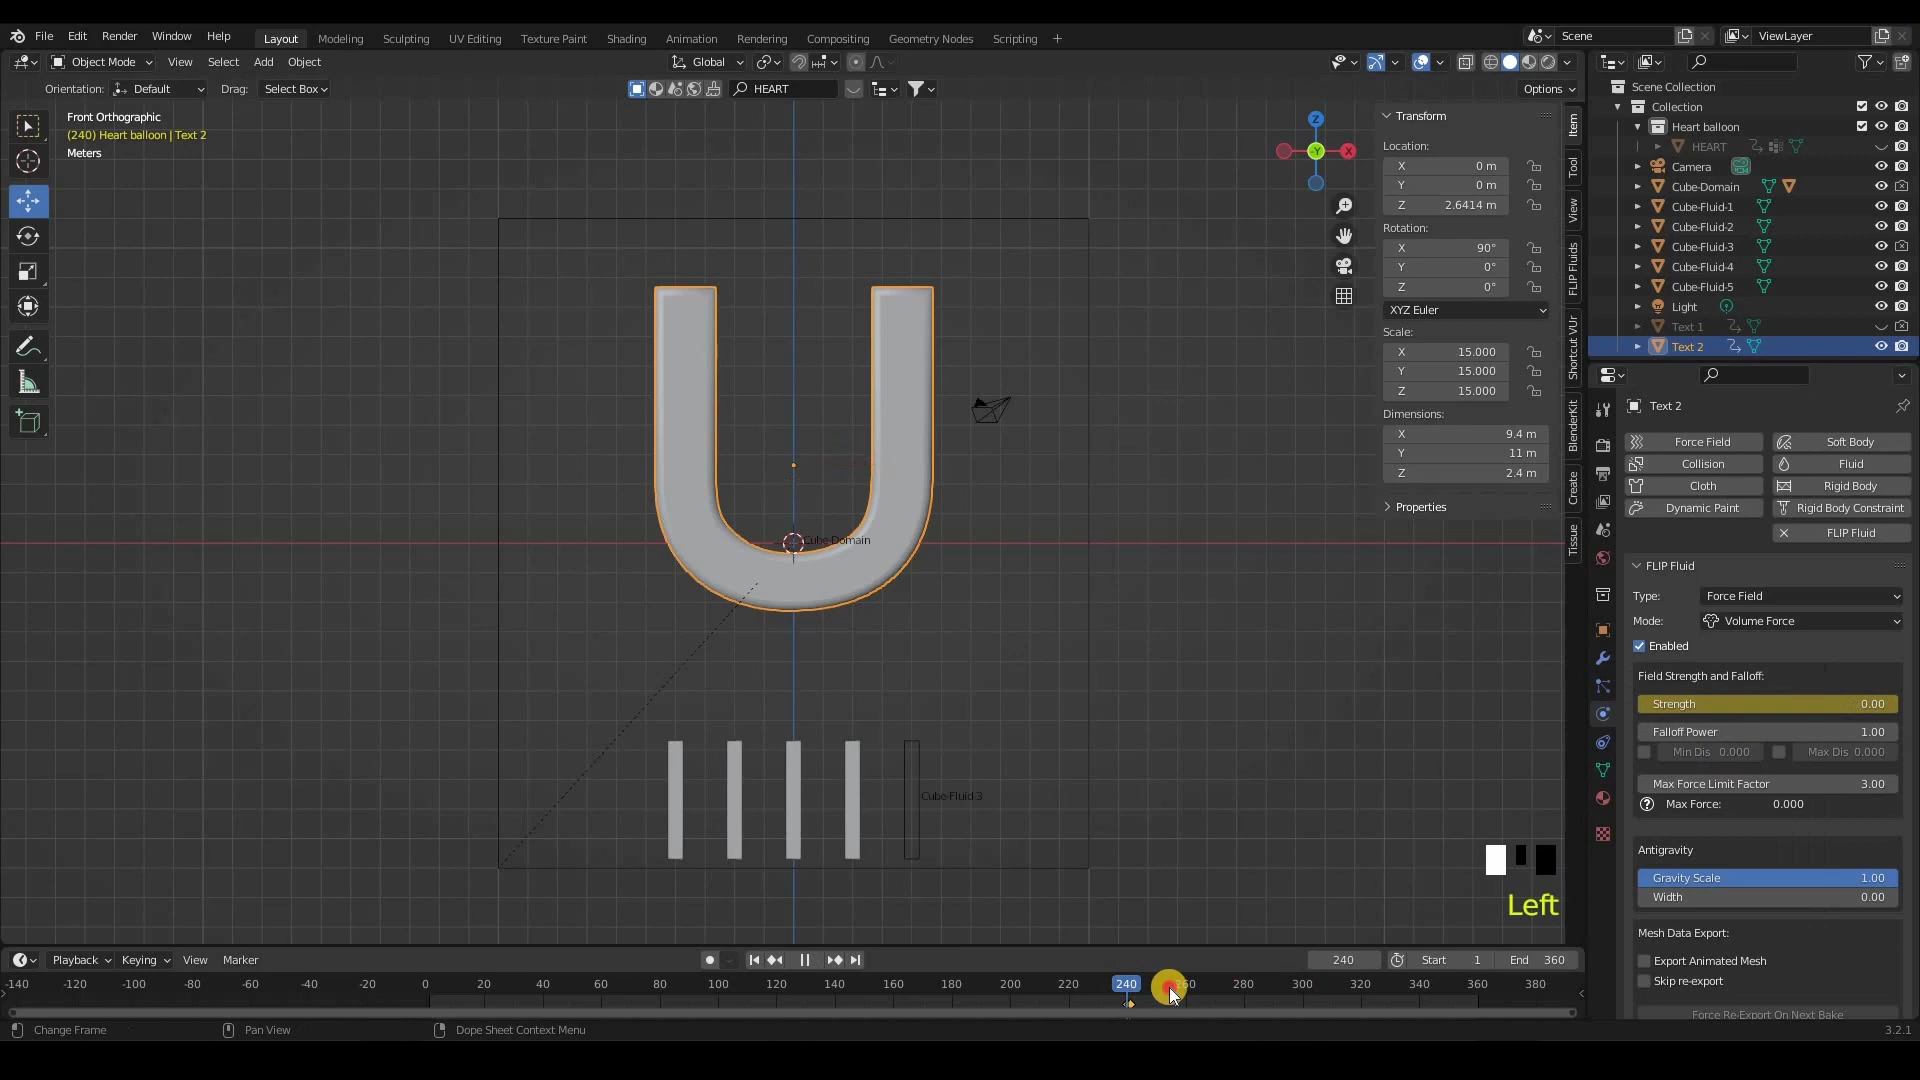 File Edit Render Window Help Layout Modeling Sculpting UV Editing Texture Paint Shading Animation Rendering Compositing Geometry Nodes Scripting + Scene ViewLayer
Object Mode View Select Add Object Global
Orientation: Default Drag: Select Box HEART Options
Front Orthographic
(240) Heart balloon | Text 2
Meters
Z
Y
X
Cube-Domain
Cube-Fluid-3
Left
Transform
Location:
X 0 m
Y 0 m
Z 2.6414 m
Rotation:
X 90°
Y 0°
Z 0°
XYZ Euler
Scale:
X 15.000
Y 15.000
Z 15.000
Dimensions:
X 9.4 m
Y 11 m
Z 2.4 m
Properties
Item
Tool
View
FLIP Fluids
Shortcut VUr
BlenderKit
Create
Tissue
Scene Collection
Collection
Heart balloon
HEART
Camera
Cube-Domain
Cube-Fluid-1
Cube-Fluid-2
Cube-Fluid-3
Cube-Fluid-4
Cube-Fluid-5
Light
Text 1
Text 2
Text 2
Force Field Soft Body
Collision Fluid
Cloth Rigid Body
Dynamic Paint Rigid Body Constraint
FLIP Fluid
FLIP Fluid
Type: Force Field
Mode: Volume Force
Enabled
Field Strength and Falloff:
Strength 0.00
Falloff Power 1.00
Min Dis 0.000 Max Dis 0.000
Max Force Limit Factor 3.00
Max Force: 0.000
Antigravity
Gravity Scale 1.00
Width 0.00
Mesh Data Export:
Export Animated Mesh
Skip re-export
Force Re-Export On Next Bake
Playback Keying View Marker 240 Start 1 End 360
-140 -120 -100 -80 -60 -40 -20 0 20 40 60 80 100 120 140 160 180 200 220 240 260 280 300 320 340 360 380
Change Frame Pan View Dope Sheet Context Menu 3.2.1